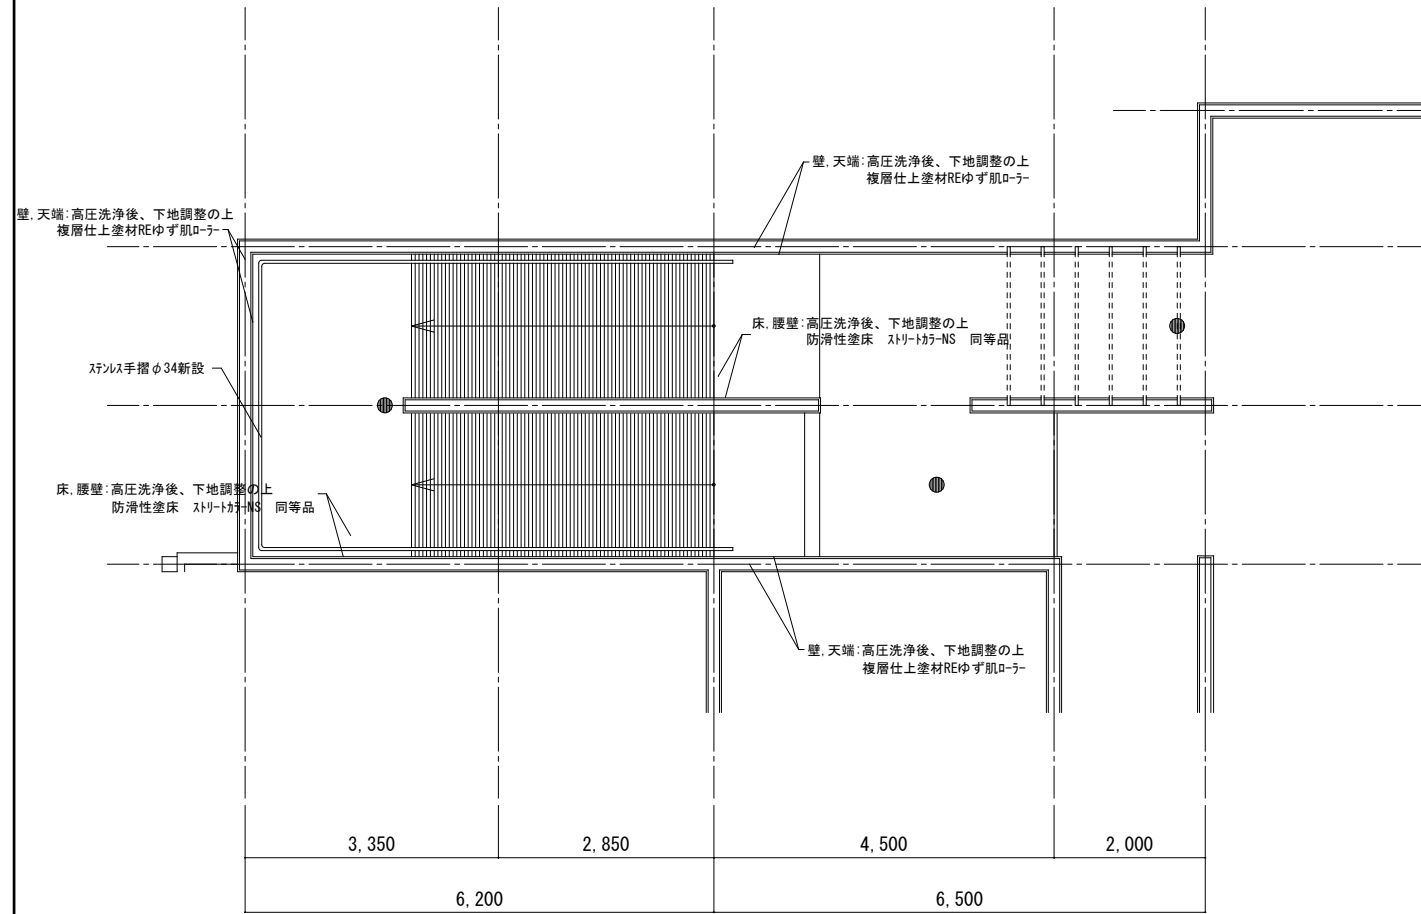 壁,天端:高圧洗浄後、下地調整の上
複層仕上塗材REゆず肌ﾛｰﾗｰ
壁,天端:高圧洗浄後、下地調整の上
複層仕上塗材REゆず肌ﾛｰﾗｰ
床,腰壁:高圧洗浄後、下地調整の上
防滑性塗床 ｽﾄﾘｰﾄｶﾗｰNS 同等品
ｽﾃﾝﾚｽ手摺φ34新設
床,腰壁:高圧洗浄後、下地調整の上
防滑性塗床 ｽﾄﾘｰﾄｶﾗｰNS 同等品
壁,天端:高圧洗浄後、下地調整の上
複層仕上塗材REゆず肌ﾛｰﾗｰ
3,350 2,850 4,500 2,000
6,200 6,500